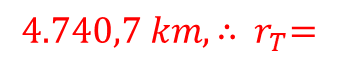 4.740,7 km, ∴ r_T=